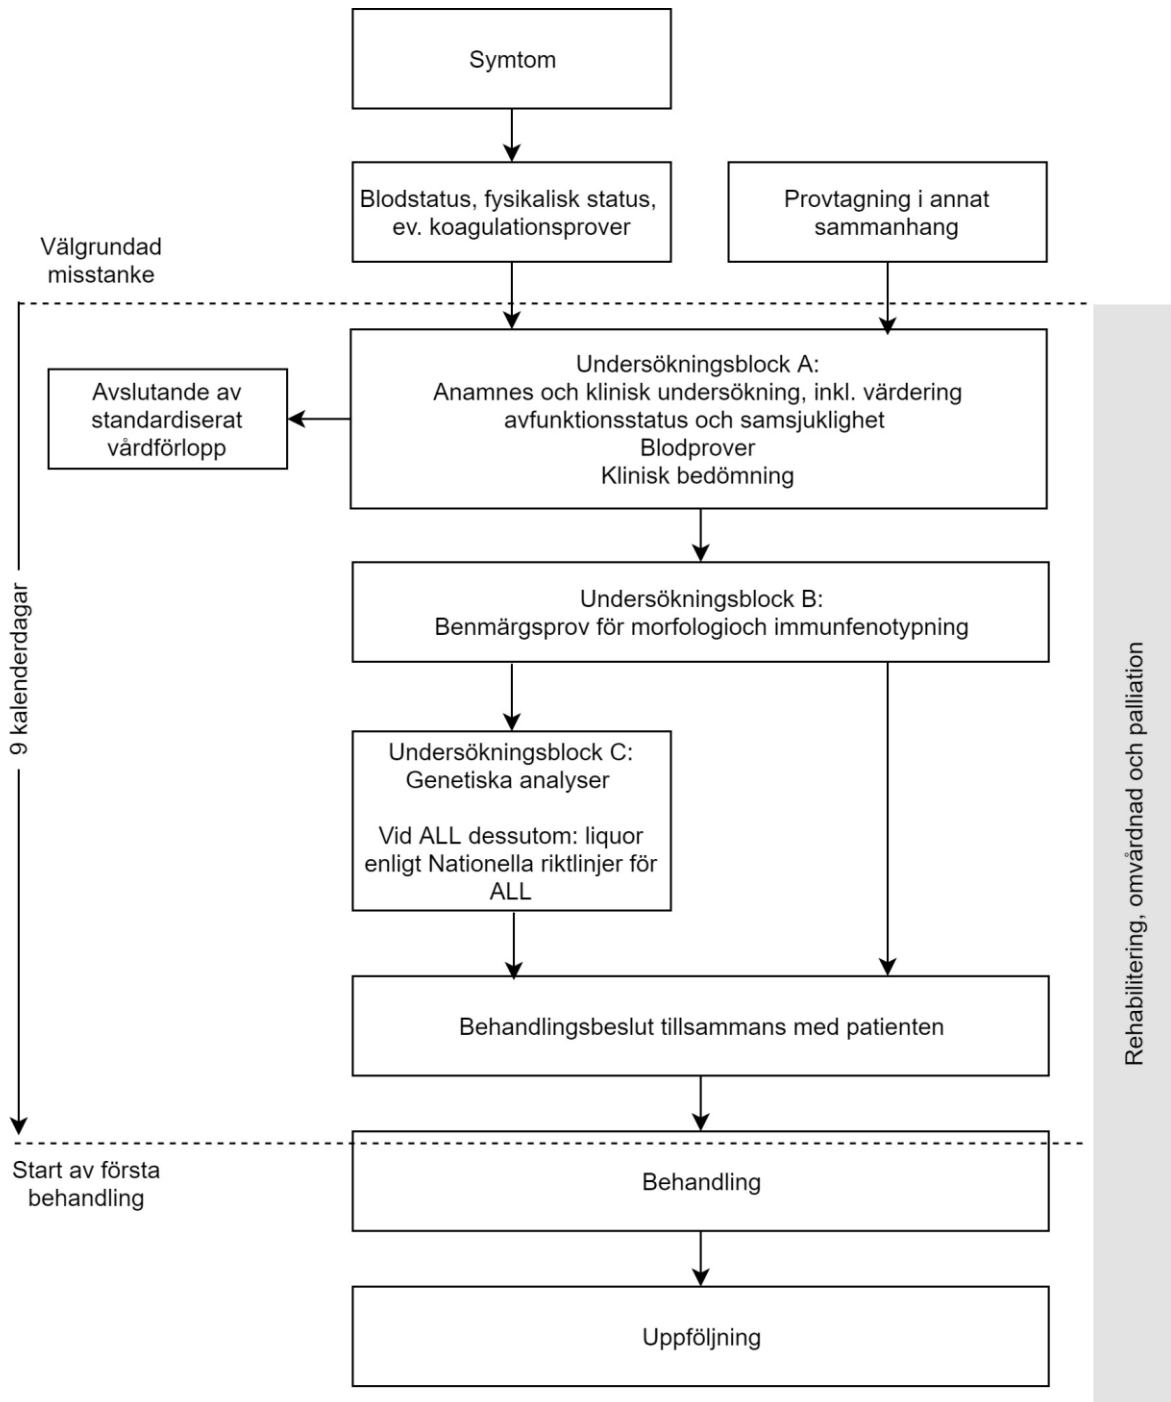 Symtom
Blodstatus, fysikalisk status,
ev. koagulationsprover
Provtagning i annat
sammanhang
Välgrundad
misstanke
Undersökningsblock A:
Anamnes och klinisk undersökning, inkl. värdering
avfunktionsstatus och samsjuklighet
Blodprover
Klinisk bedömning
Avslutande av
standardiserat
vårdförlopp
Undersökningsblock B:
Benmärgsprov för morfologioch immunfenotypning
9 kalenderdagar
Undersökningsblock C:
Genetiska analyser
Vid ALL dessutom: liquor
enligt Nationella riktlinjer för
ALL
Rehabilitering, omvårdnad och palliation
Behandlingsbeslut tillsammans med patienten
Start av första
behandling
Behandling
Uppföljning